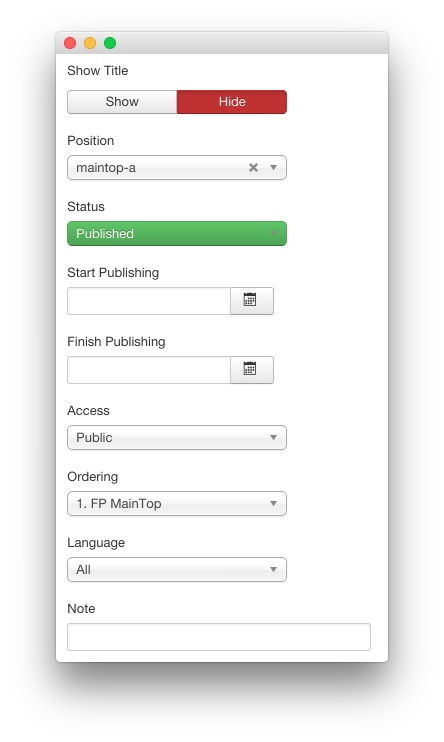 Show Title
Show Hide
Position
maintop-a
Status
Published
Start Publishing
Finish Publishing
Access
Public
Ordering
1. FP MainTop
Language
All
Note